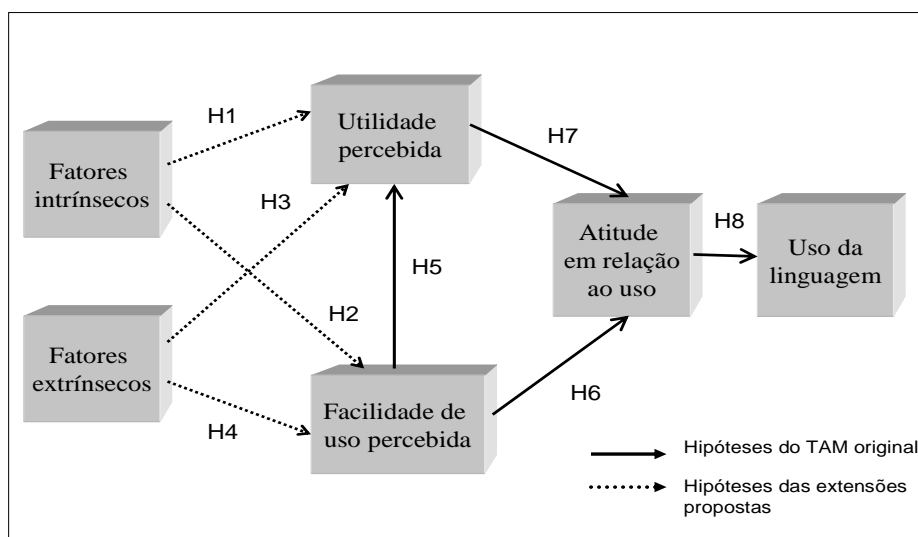 H1
Utilidade
percebida
H7
Fatores
intrínsecos
H3
Atitude
em relação
ao uso
H8
Uso da
linguagem
H5
H2
Fatores
extrínsecos
H4
Facilidade de
uso percebida
H6
Hipóteses do TAM original
Hipóteses das extensões
propostas